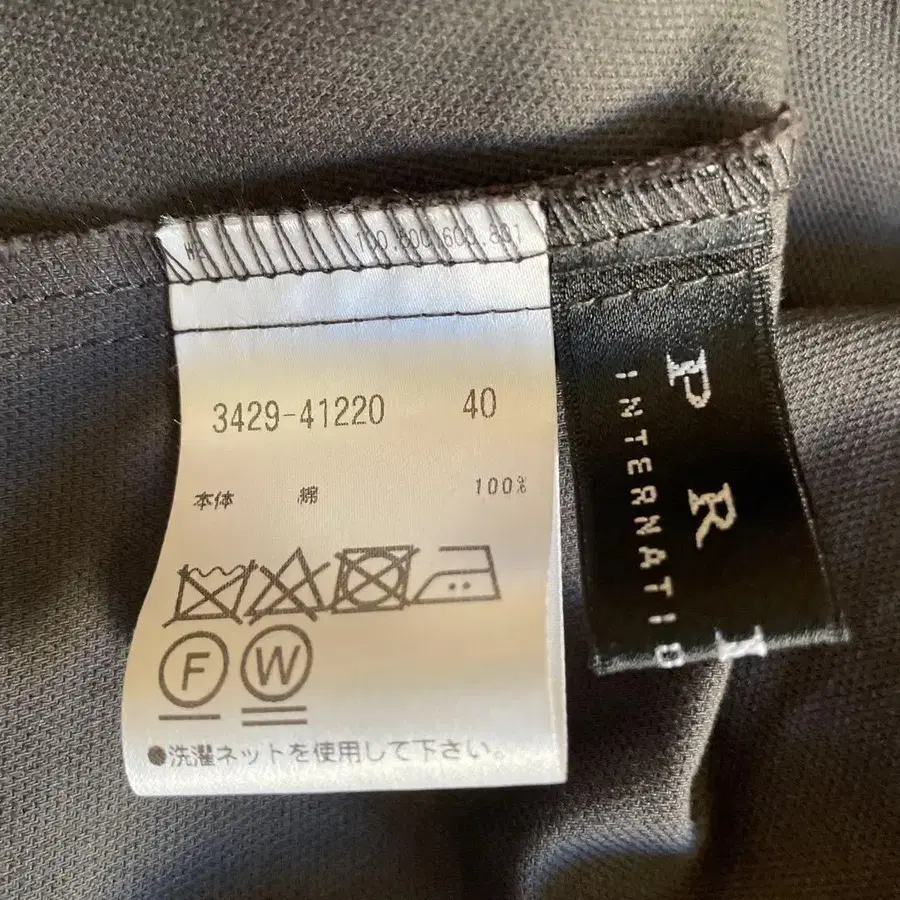 3429-41220 40
本体 綿 100%
F W
●洗濯ネットを使用して下さい。
P R
INTERNATIO